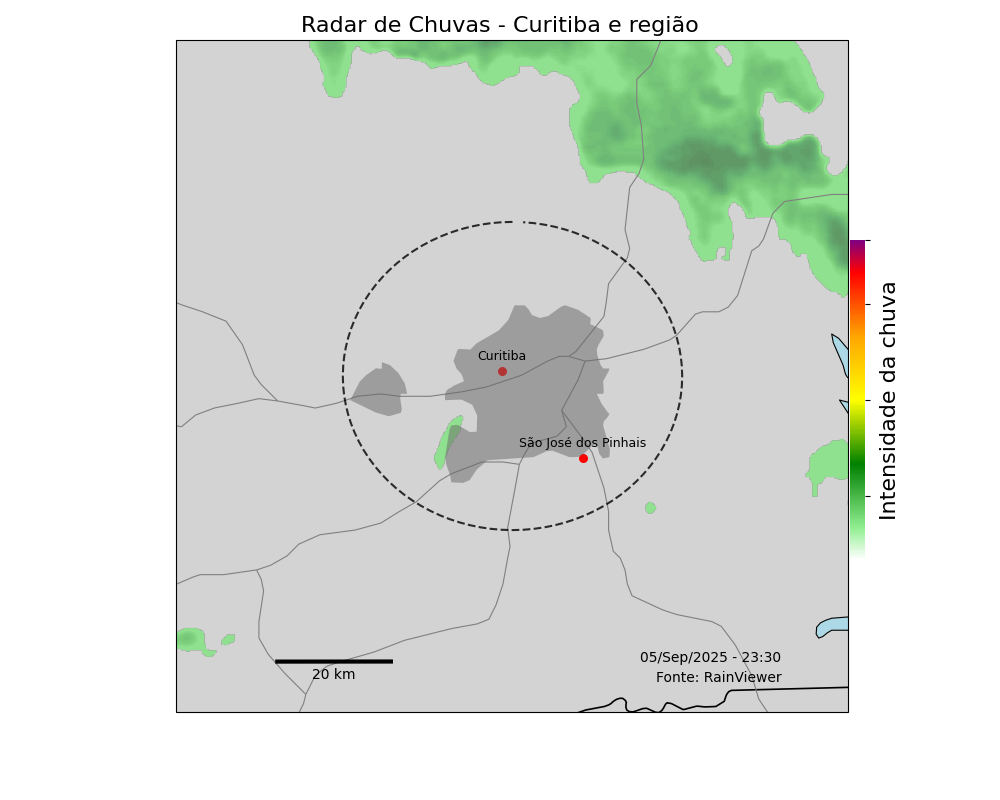 Radar de Chuvas - Curitiba e região
Curitiba
São José dos Pinhais
Intensidade da chuva
05/Sep/2025 - 23:30
Fonte: RainViewer
20 km